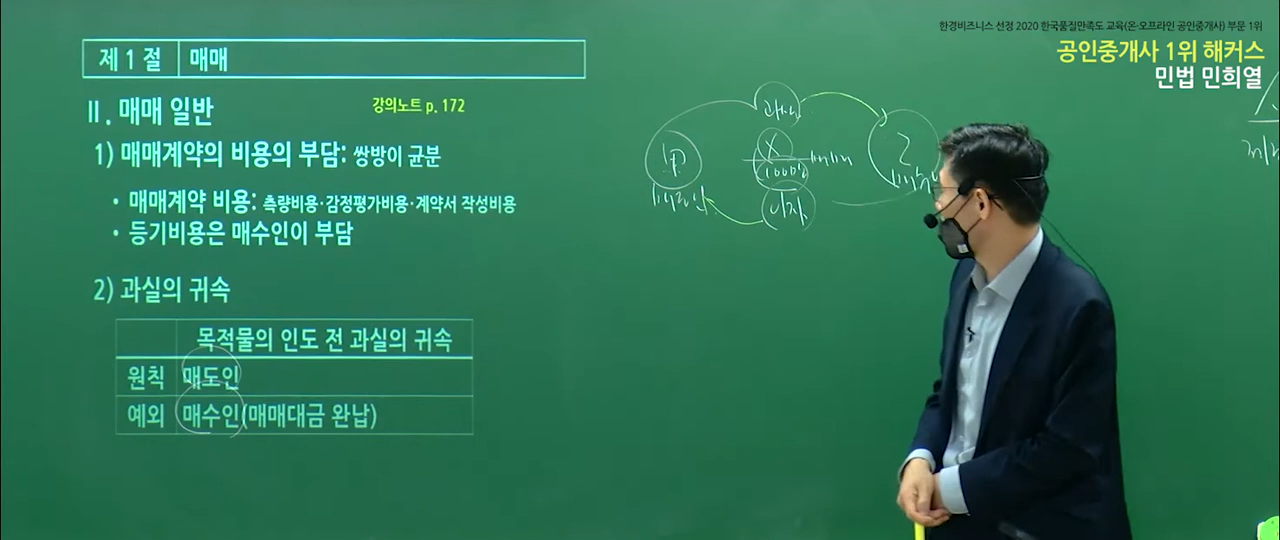 한경비즈니스 선정 2020 한국품질만족도 교육(온·오프라인 공인중개사) 부문 1위
공인중개사 1위 해커스
민법 민희열
제 1 절 매매
Ⅱ. 매매 일반
강의노트 p. 172
1) 매매계약의 비용의 부담: 쌍방이 균분
• 매매계약 비용: 측량비용·감정평가비용·계약서 작성비용
• 등기비용은 매수인이 부담
2) 과실의 귀속
목적물의 인도 전 과실의 귀속
원칙 매도인
예외 매수인(매매대금 완납)
과실
甲 X 乙
매매
매도인 이자